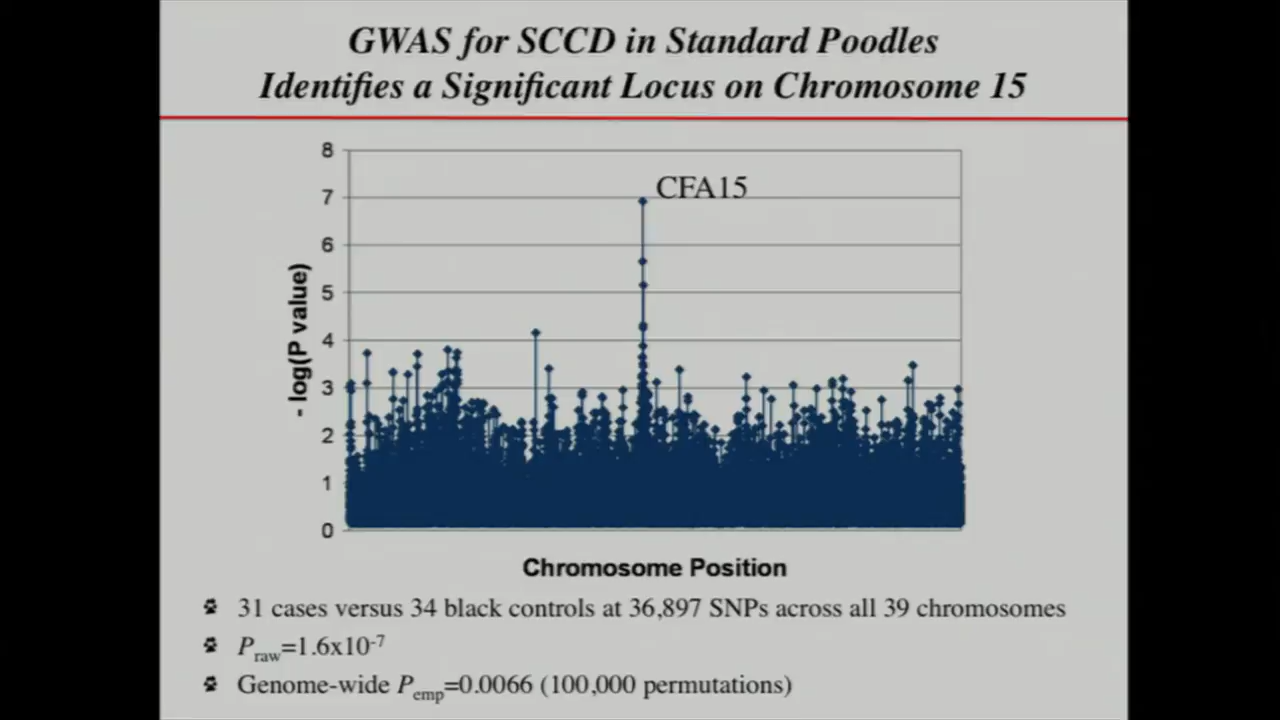 GWAS for SCCD in Standard Poodles
Identifies a Significant Locus on Chromosome 15
8
CFA15
7
6
5
4
3
2
1
0
- log(P value)
Chromosome Position
31 cases versus 34 black controls at 36,897 SNPs across all 39 chromosomes
Praw=1.6x10-7
Genome-wide Pemp=0.0066 (100,000 permutations)